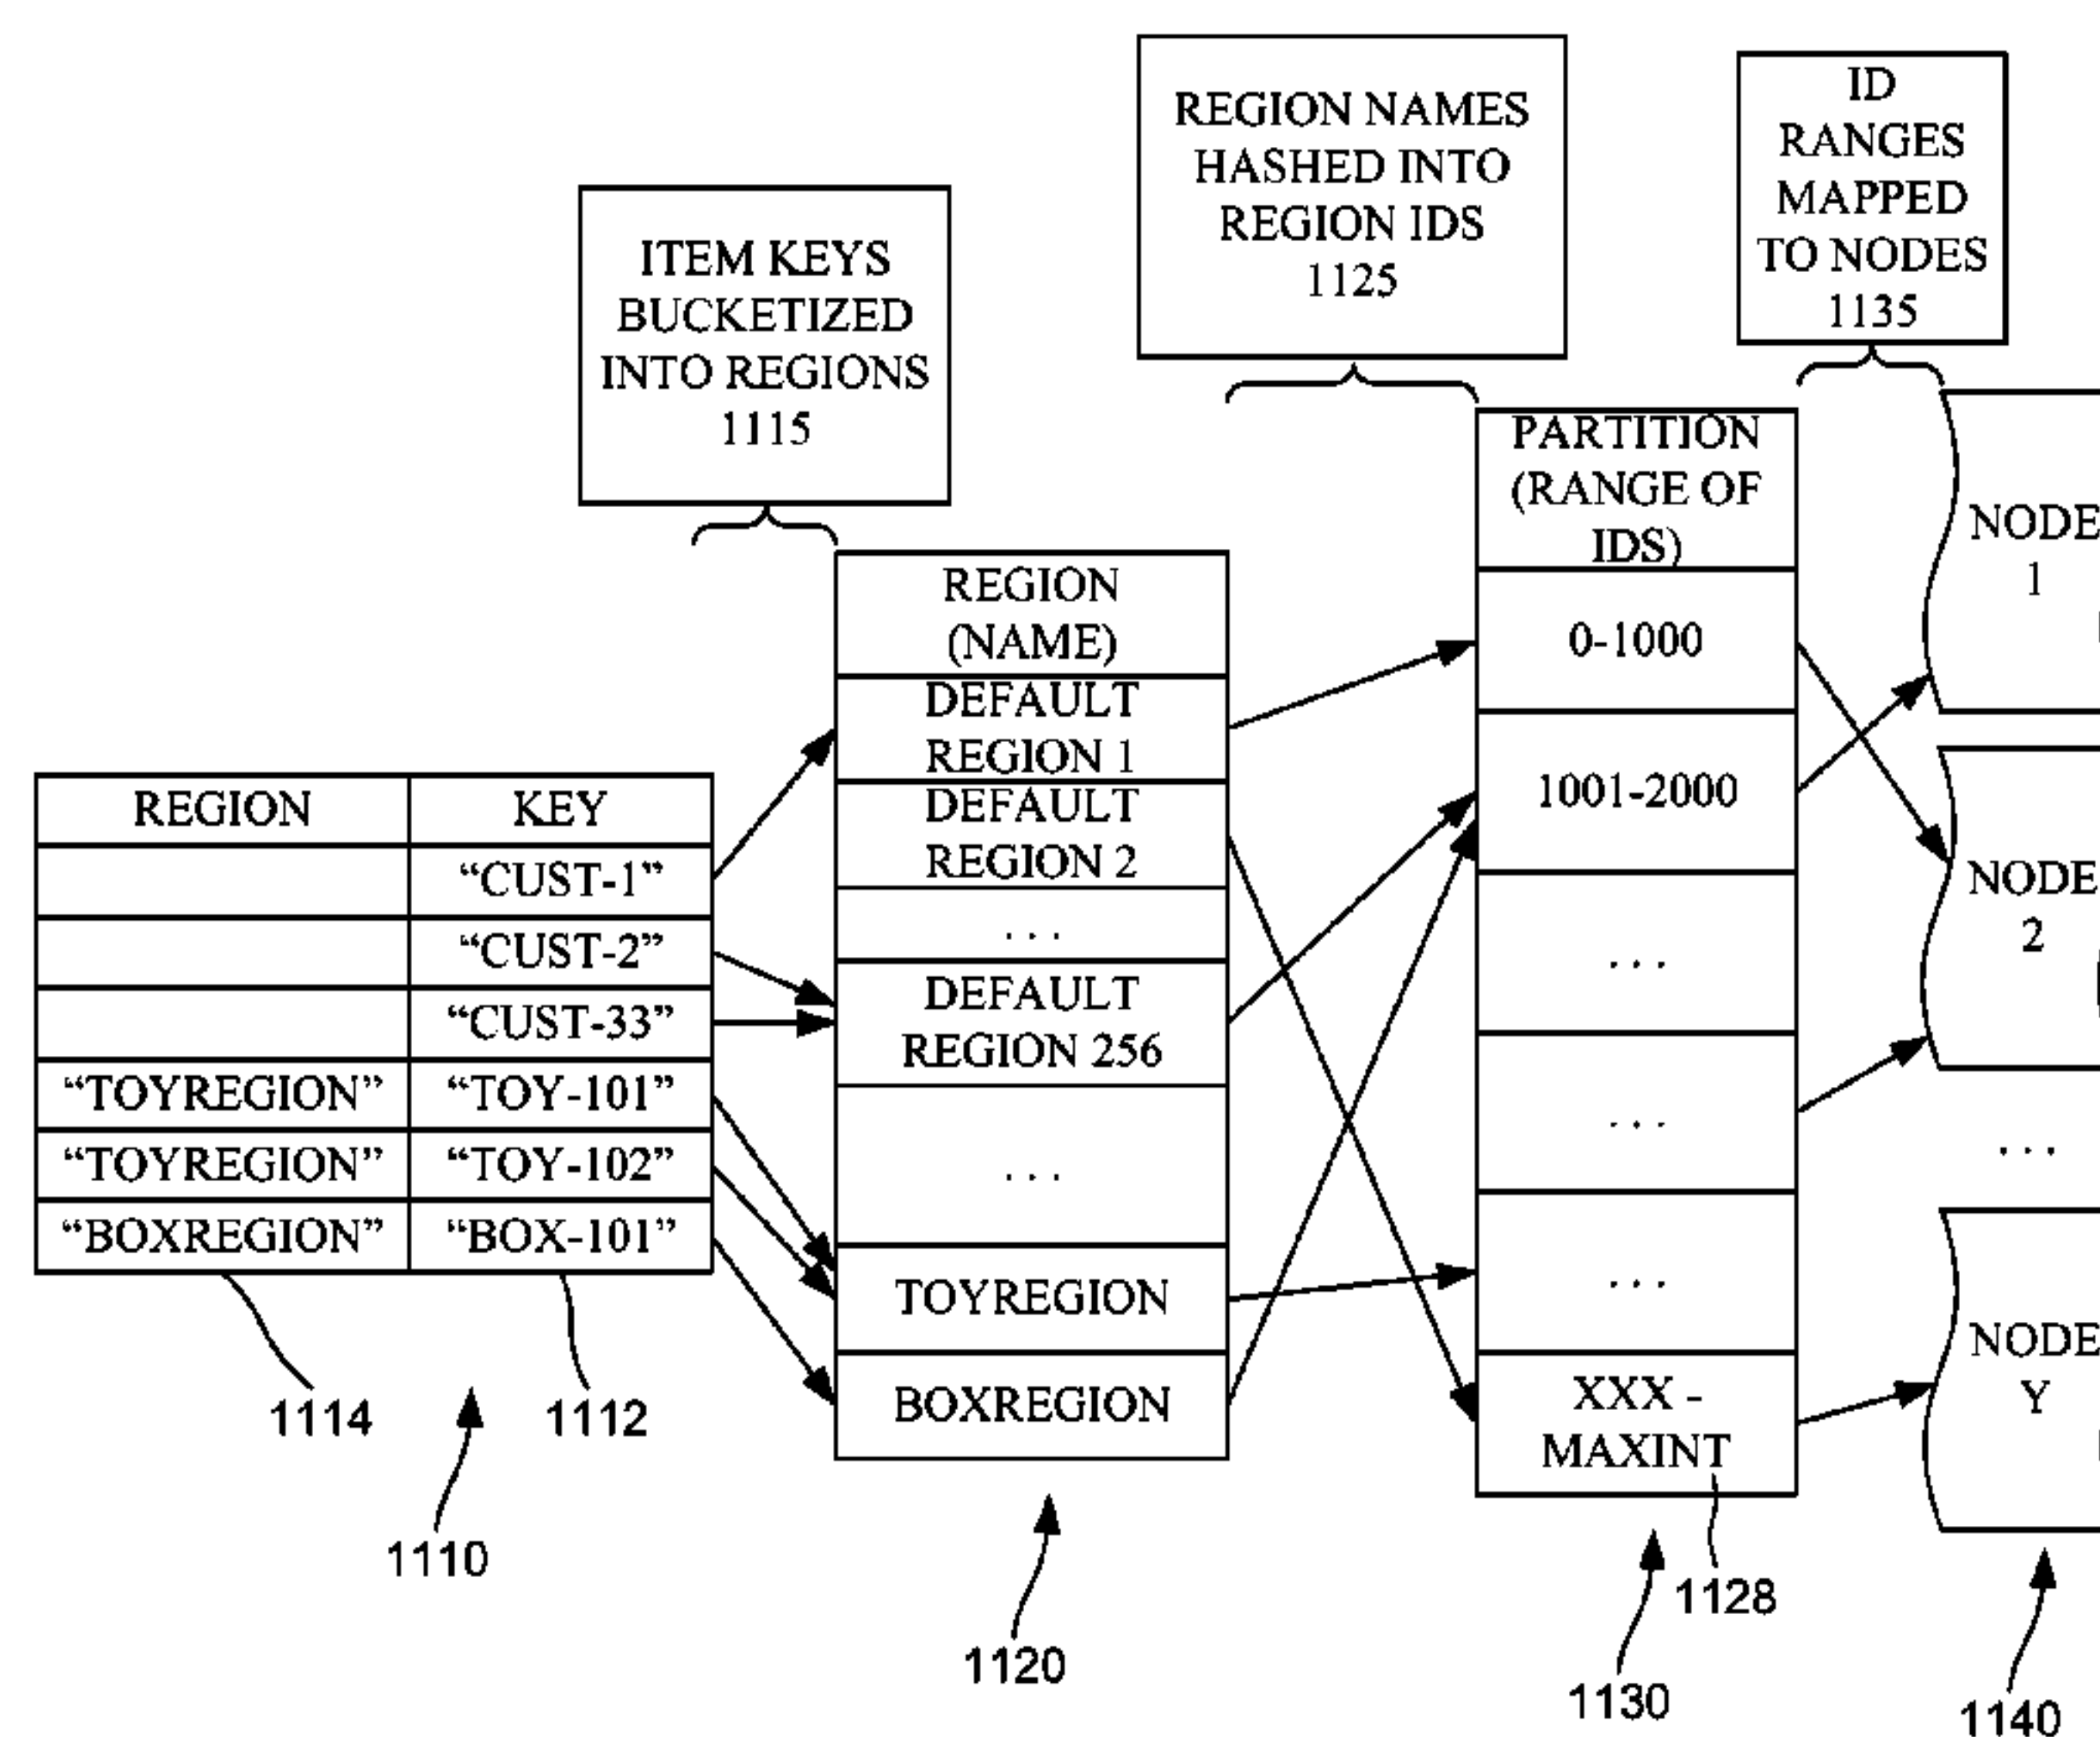 REGION NAMES
HASHED INTO
REGION IDS
1125
ID
RANGES
MAPPED
TO NODES
1135
ITEM KEYS
BUCKETIZED
INTO REGIONS
1115
REGION KEY
"CUST-1"
"CUST-2"
"CUST-33"
"TOYREGION" "TOY-101"
"TOYREGION" "TOY-102"
"BOXREGION" "BOX-101"
1114
1112
1110
REGION
(NAME)
DEFAULT
REGION 1
DEFAULT
REGION 2
. . .
DEFAULT
REGION 256
. . .
TOYREGION
BOXREGION
1120
PARTITION
(RANGE OF
IDS)
0-1000
1001-2000
. . .
. . .
. . .
XXX -
MAXINT
1128
1130
NODE
1
NODE
2
. . .
NODE
Y
1140